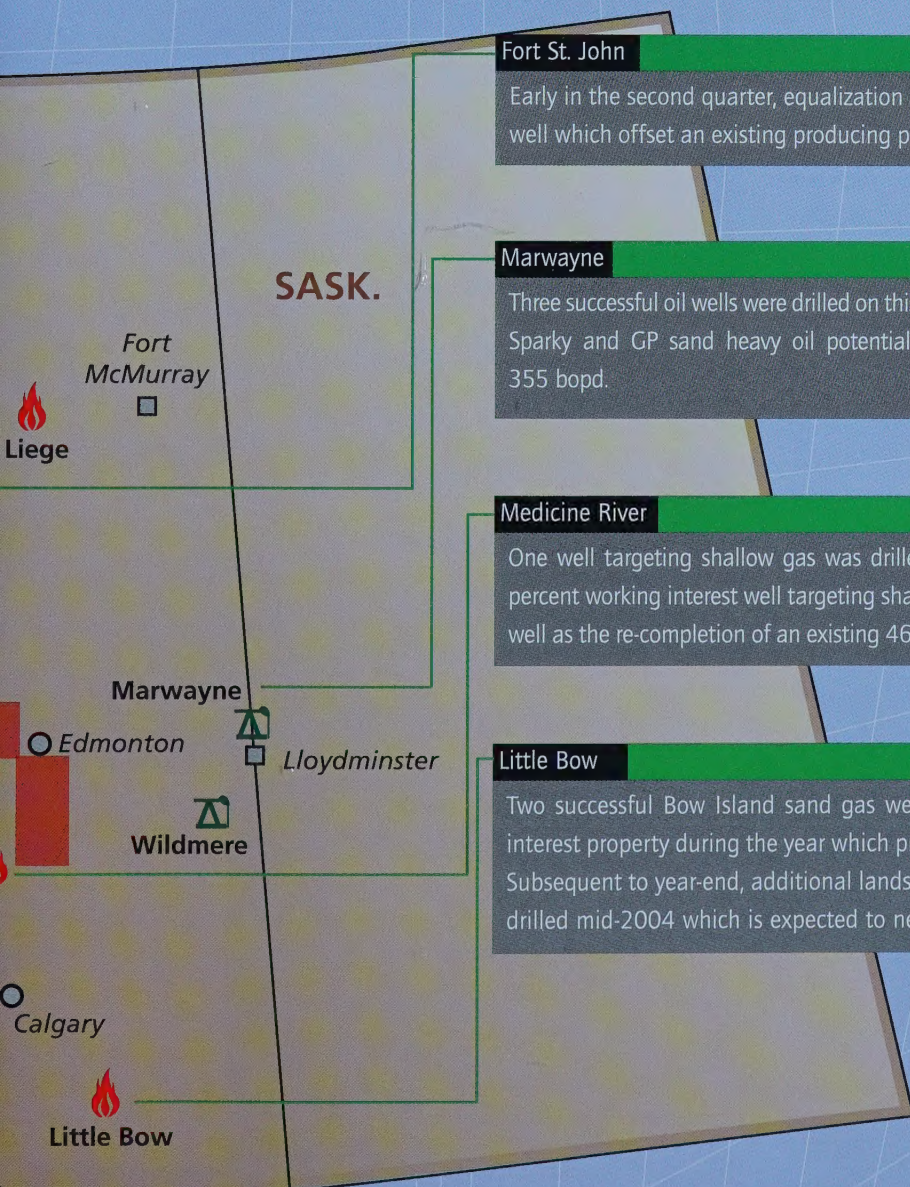 Fort St. John
Early in the second quarter, equalization
well which offset an existing producing p
SASK.
Marwayne
Three successful oil wells were drilled on thi
Sparky and GP sand heavy oil potential
355 bopd.
Fort
McMurray
Liege
Medicine River
One well targeting shallow gas was drille
percent working interest well targeting sha
well as the re-completion of an existing 46
Marwayne
Edmonton
Lloydminster
Wildmere
Little Bow
Two successful Bow Island sand gas we
interest property during the year which p
Subsequent to year-end, additional lands
drilled mid-2004 which is expected to ne
Calgary
Little Bow